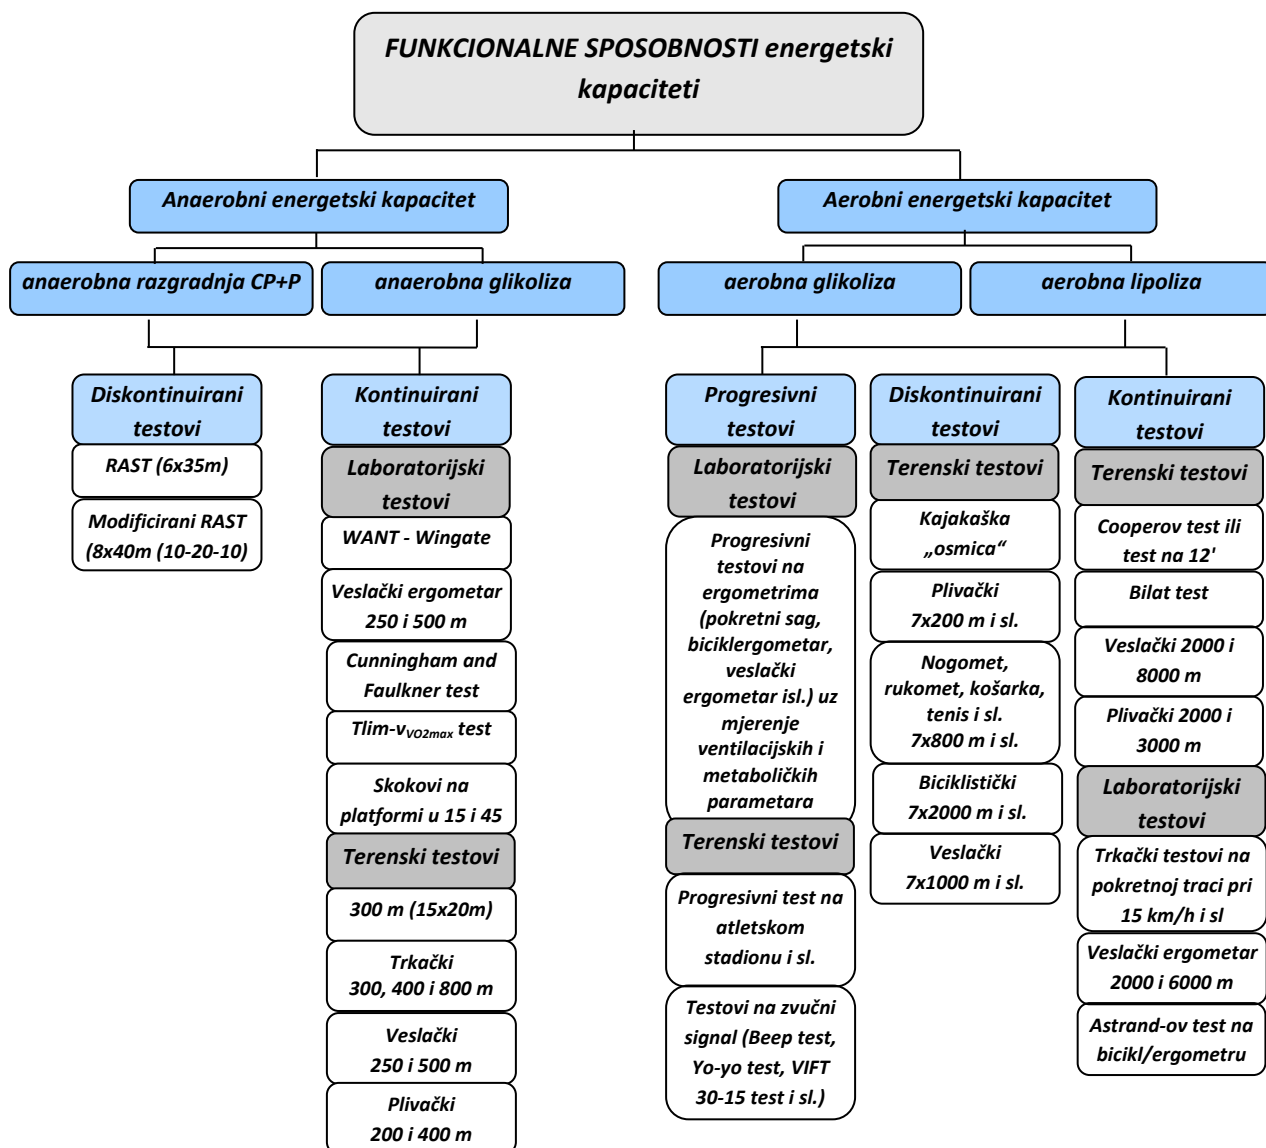 FUNKCIONALNE SPOSOBNOSTI energetski
kapaciteti
Anaerobni energetski kapacitet
Aerobni energetski kapacitet
anaerobna razgradnja CP+P
anaerobna glikoliza
aerobna glikoliza
aerobna lipoliza
Diskontinuirani
testovi
RAST (6x35m)
Modificirani RAST
(8x40m (10-20-10)
Kontinuirani
testovi
Laboratorijski
testovi
WANT - Wingate
Veslački ergometar
250 i 500 m
Cunningham and
Faulkner test
Tlim-vVO2max test
Skokovi na
platformi u 15 i 45
Terenski testovi
300 m (15x20m)
Trkački
300, 400 i 800 m
Veslački
250 i 500 m
Plivački
200 i 400 m
Progresivni
testovi
Laboratorijski
testovi
Progresivni
testovi na
ergometrima
(pokretni sag,
biciklergometar,
veslački
ergometar isl.) uz
mjerenje
ventilacijskih i
metaboličkih
parametara
Terenski testovi
Progresivni test na
atletskom
stadionu i sl.
Testovi na zvučni
signal (Beep test,
Yo-yo test, VIFT
30-15 test i sl.)
Diskontinuirani
testovi
Terenski testovi
Kajakaška
„osmica“
Plivački
7x200 m i sl.
Nogomet,
rukomet, košarka,
tenis i sl.
7x800 m i sl.
Biciklistički
7x2000 m i sl.
Veslački
7x1000 m i sl.
Kontinuirani
testovi
Terenski testovi
Cooperov test ili
test na 12'
Bilat test
Veslački 2000 i
8000 m
Plivački 2000 i
3000 m
Laboratorijski
testovi
Trkački testovi na
pokretnoj traci pri
15 km/h i sl
Veslački ergometar
2000 i 6000 m
Astrand-ov test na
bicikl/ergometru